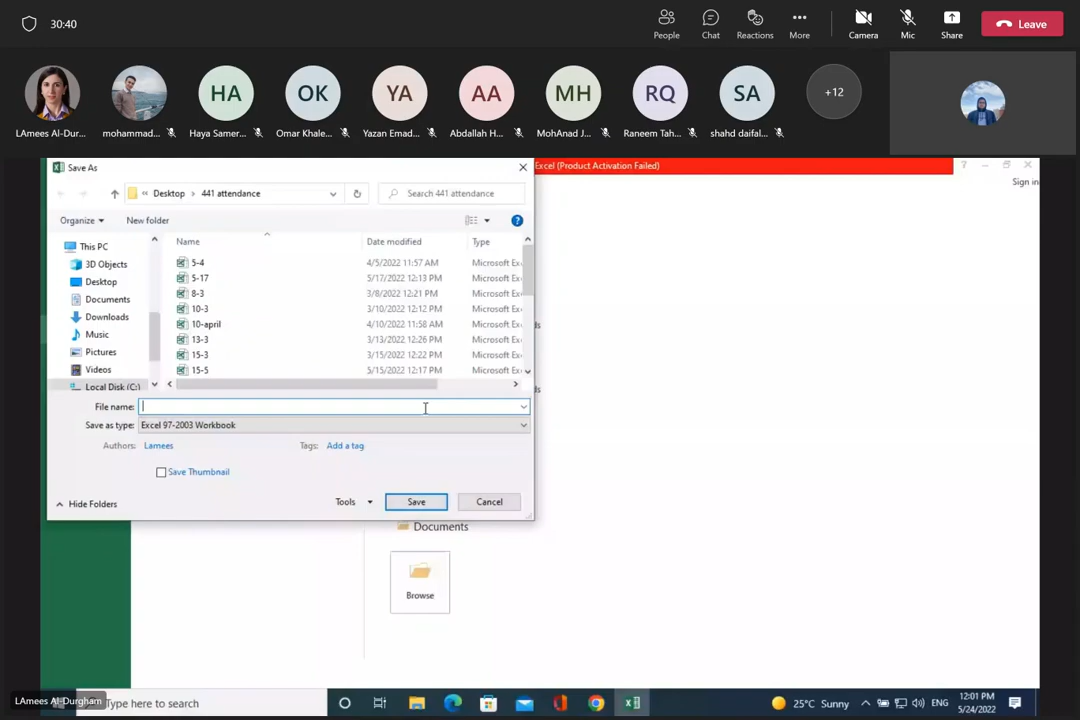 30:40
People
Chat
Reactions
More
Camera
Mic
Share
Leave
HA
OK
YA
AA
MH
RQ
SA
+12
LAmees Al-Dur...
mohammad...
Haya Samer...
Omar Khale...
Yazan Emad...
Abdallah H...
MohAnad J...
Raneem Tah...
shahd daifal...
Save As
Excel (Product Activation Failed)
Sign in
« Desktop > 441 attendance
Search 441 attendance
Organize
New folder
This PC
3D Objects
Desktop
Documents
Downloads
Music
Pictures
Videos
Local Disk (C:)
Name Date modified Type
5-4 4/5/2022 11:57 AM Microsoft Ex
5-17 5/17/2022 12:13 PM Microsoft Ex
8-3 3/8/2022 12:21 PM Microsoft Ex
10-3 3/10/2022 12:12 PM Microsoft Ex
10-april 4/10/2022 11:58 AM Microsoft Ex
13-3 3/13/2022 12:26 PM Microsoft Ex
15-3 3/15/2022 12:22 PM Microsoft Ex
15-5 5/15/2022 12:17 PM Microsoft Ex
File name:
Save as type: Excel 97-2003 Workbook
Authors: Lamees
Tags: Add a tag
Save Thumbnail
Hide Folders
Tools
Save
Cancel
Documents
Browse
LAmees Al-Durgham
Type here to search
25°C Sunny
ENG
12:01 PM
5/24/2022